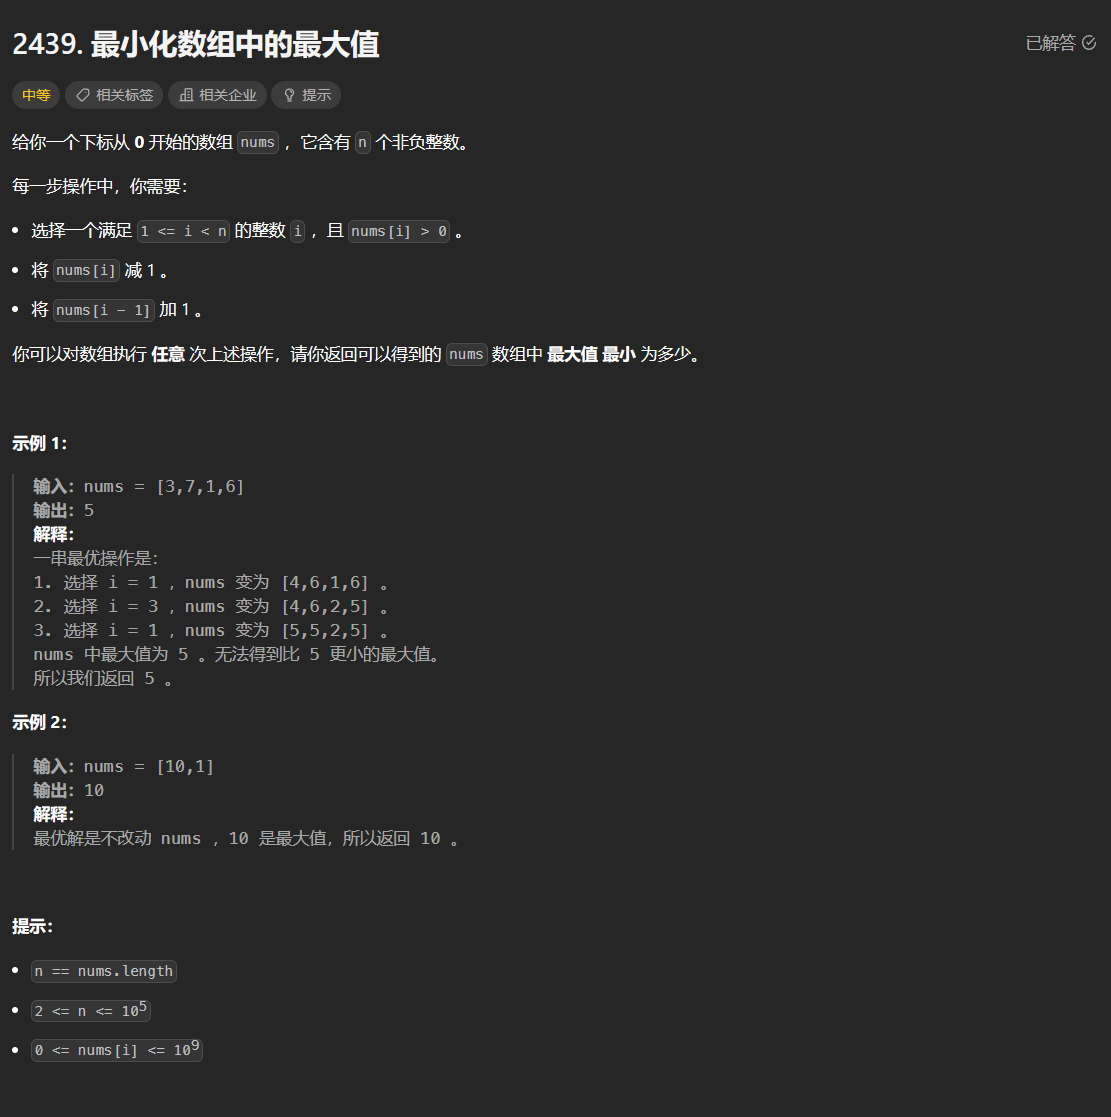 2439. 最小化数组中的最大值
已解答
中等 相关标签 相关企业 提示
给你一个下标从 0 开始的数组 nums ，它含有 n 个非负整数。
每一步操作中，你需要：
• 选择一个满足 1 <= i < n 的整数 i ，且 nums[i] > 0 。
• 将 nums[i] 减 1 。
• 将 nums[i - 1] 加 1 。
你可以对数组执行 任意 次上述操作，请你返回可以得到的 nums 数组中 最大值 最小 为多少。
示例 1：
输入：nums = [3,7,1,6]
输出：5
解释：
一串最优操作是：
1. 选择 i = 1 ，nums 变为 [4,6,1,6] 。
2. 选择 i = 3 ，nums 变为 [4,6,2,5] 。
3. 选择 i = 1 ，nums 变为 [5,5,2,5] 。
nums 中最大值为 5 。无法得到比 5 更小的最大值。
所以我们返回 5 。
示例 2：
输入：nums = [10,1]
输出：10
解释：
最优解是不改动 nums ，10 是最大值，所以返回 10 。
提示：
• n == nums.length
• 2 <= n <= 10⁵
• 0 <= nums[i] <= 10⁹